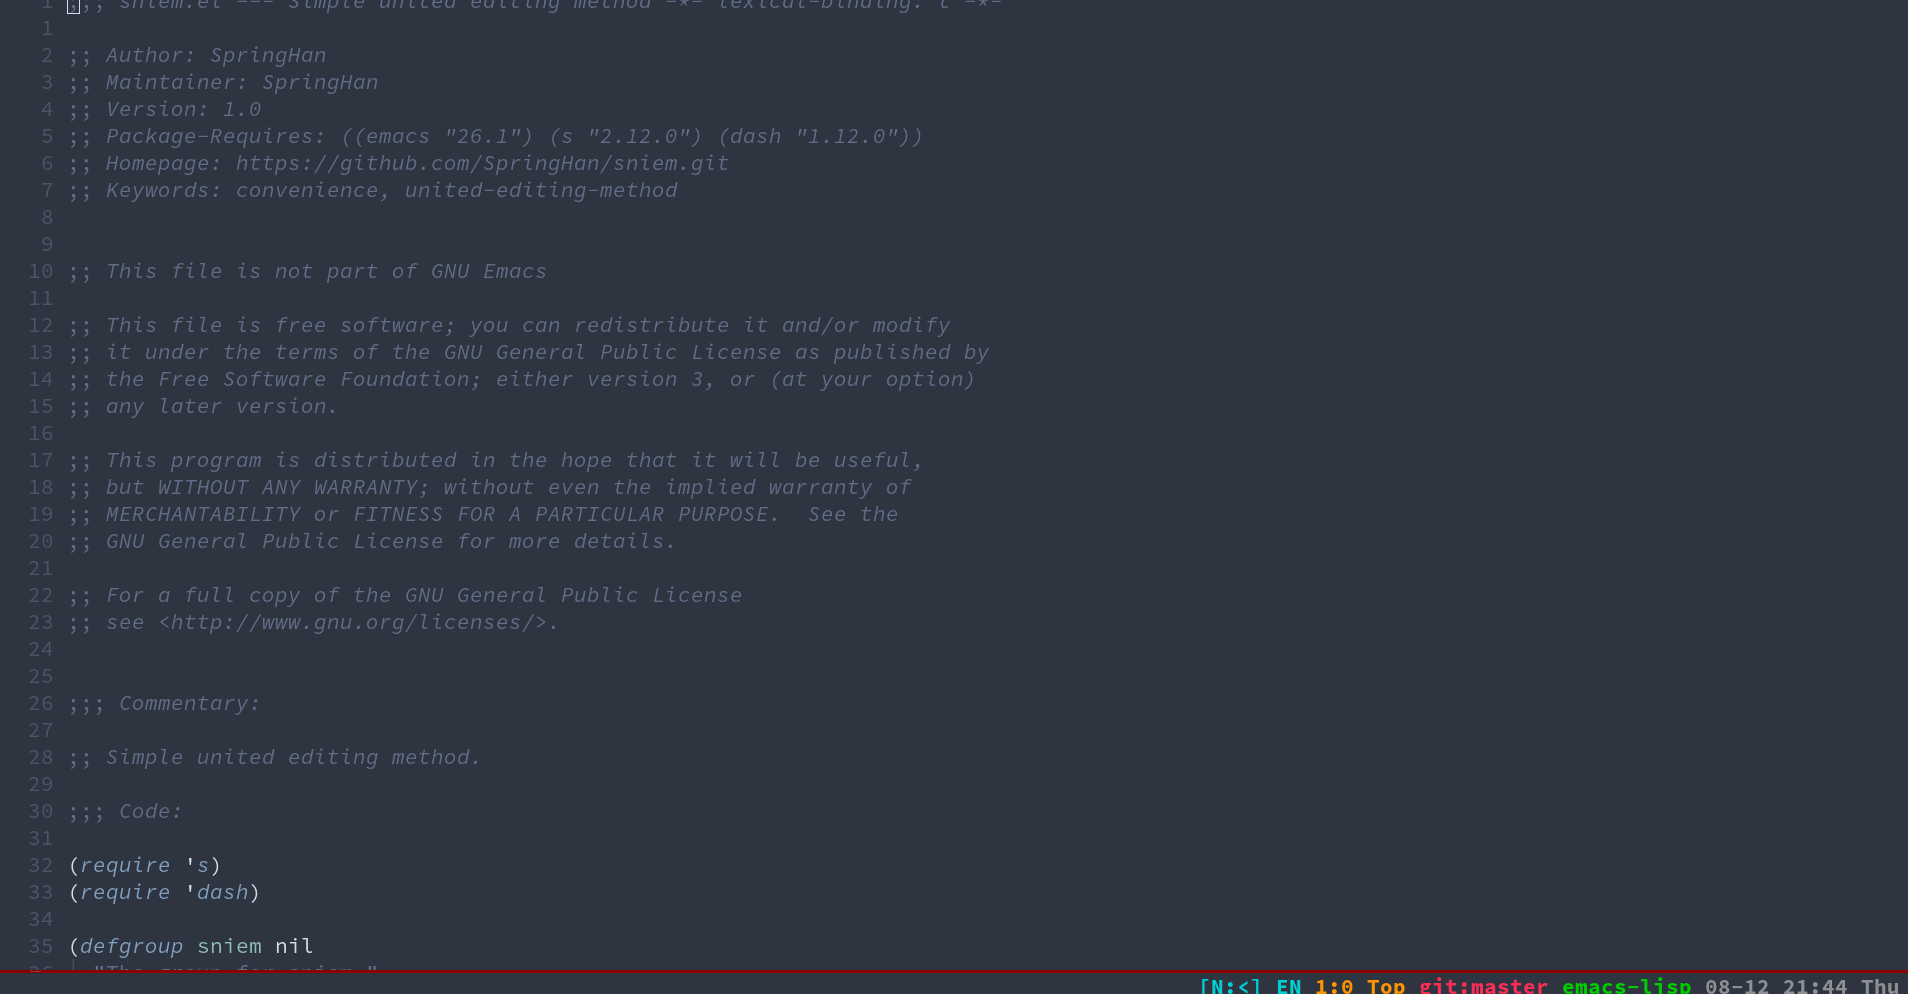 1 ;;; sniem.el --- Simple united editing method -*- lexical-binding: t -*-
1
2 ;; Author: SpringHan
3 ;; Maintainer: SpringHan
4 ;; Version: 1.0
5 ;; Package-Requires: ((emacs "26.1") (s "2.12.0") (dash "1.12.0"))
6 ;; Homepage: https://github.com/SpringHan/sniem.git
7 ;; Keywords: convenience, united-editing-method
8
9
10 ;; This file is not part of GNU Emacs
11
12 ;; This file is free software; you can redistribute it and/or modify
13 ;; it under the terms of the GNU General Public License as published by
14 ;; the Free Software Foundation; either version 3, or (at your option)
15 ;; any later version.
16
17 ;; This program is distributed in the hope that it will be useful,
18 ;; but WITHOUT ANY WARRANTY; without even the implied warranty of
19 ;; MERCHANTABILITY or FITNESS FOR A PARTICULAR PURPOSE.  See the
20 ;; GNU General Public License for more details.
21
22 ;; For a full copy of the GNU General Public License
23 ;; see <http://www.gnu.org/licenses/>.
24
25
26 ;;; Commentary:
27
28 ;; Simple united editing method.
29
30 ;;; Code:
31
32 (require 's)
33 (require 'dash)
34
35 (defgroup sniem nil
36 "The group for sniem."
[N:<] EN 1:0 Top git:master emacs-lisp 08-12 21:44 Thu